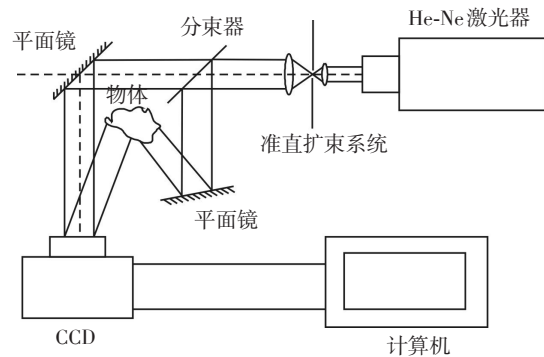 He-Ne激光器
平面镜
分束器
物体
准直扩束系统
平面镜
CCD
计算机